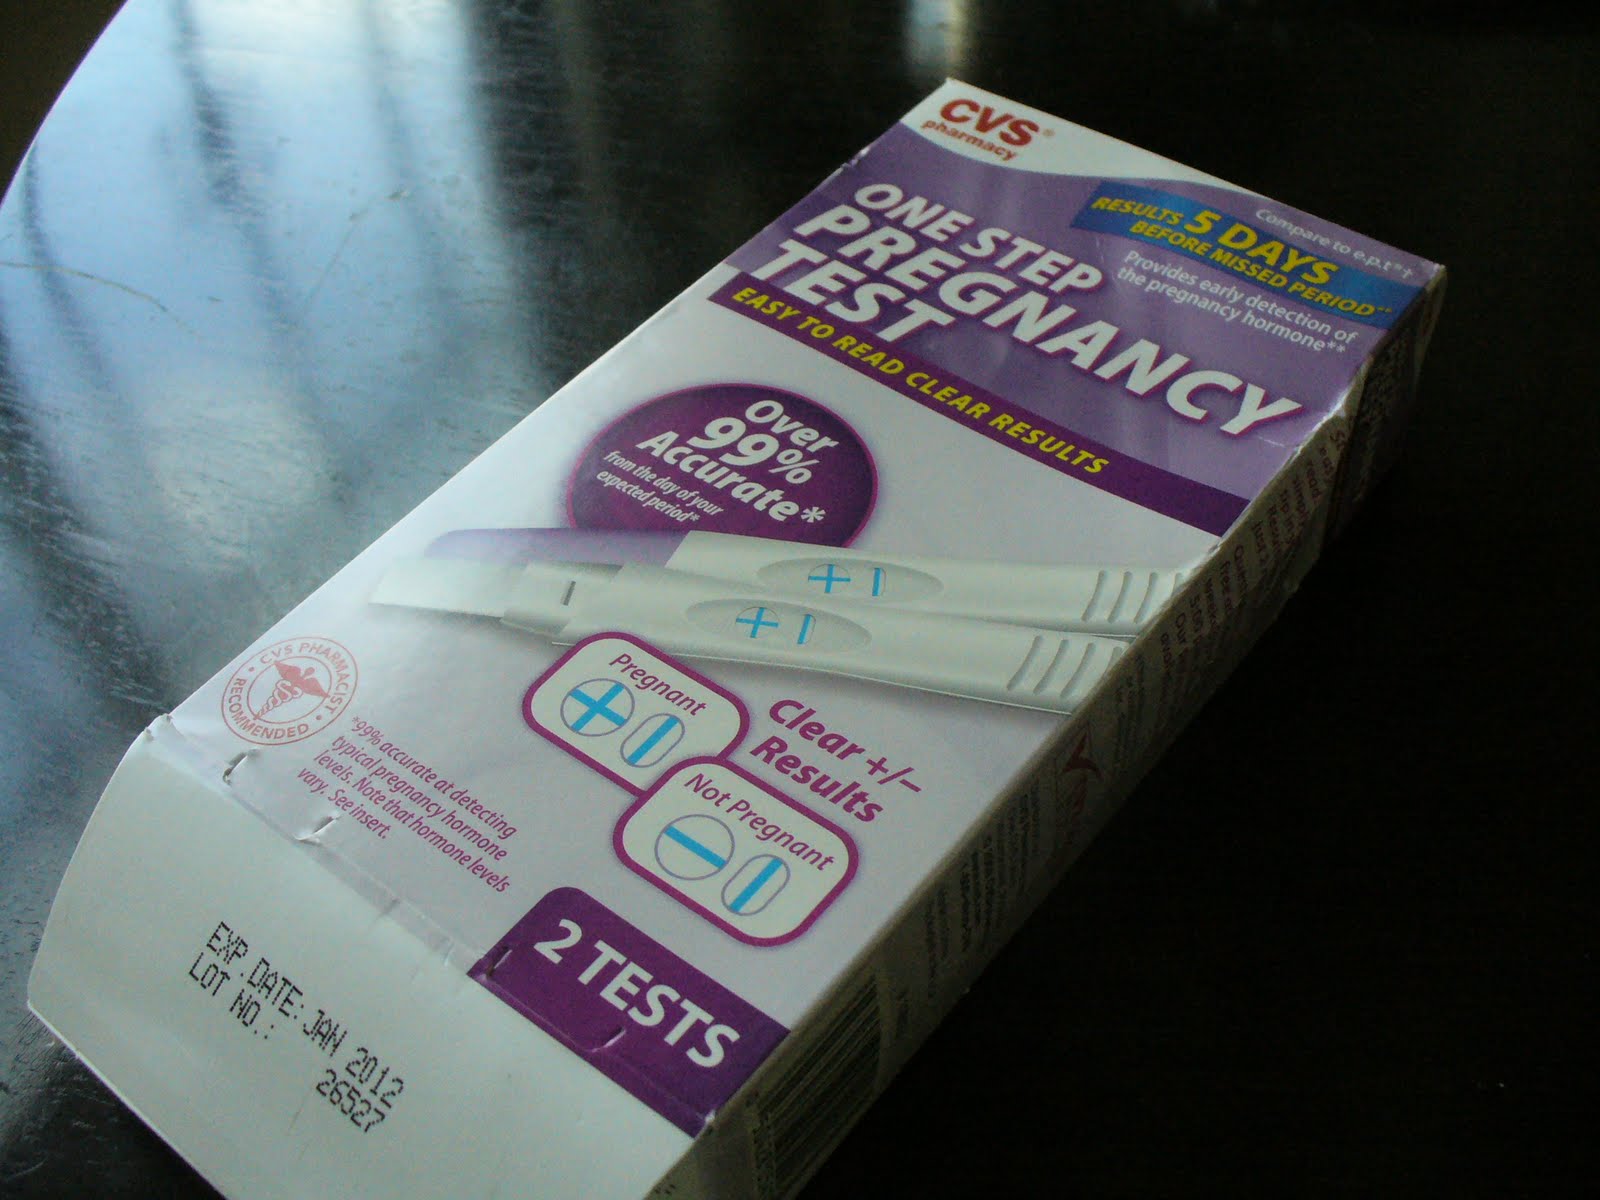 CVS®
pharmacy
Compare to e.p.t®†
RESULTS 5 DAYS
BEFORE MISSED PERIOD**
Provides early detection of
the pregnancy hormone**
ONE STEP
PREGNANCY
TEST
EASY TO READ CLEAR RESULTS
Over
99%
Accurate*
from the day of your
expected period*
Pregnant
Clear +/–
Results
Not Pregnant
CVS PHARMACIST
RECOMMENDED
*99% accurate at detecting
typical pregnancy hormone
levels. Note that hormone levels
vary. See insert.
2 TESTS
EXP. DATE: JAN 2012
LOT NO.: 26527